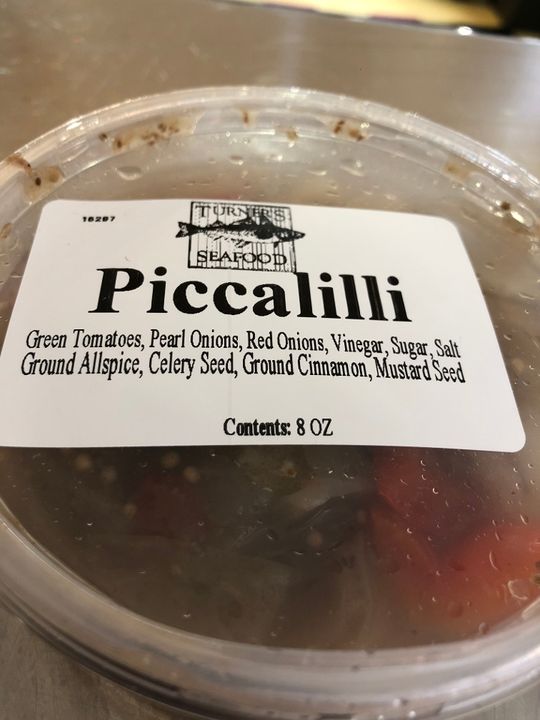 16297
TURNER'S
SEAFOOD
Piccalilli
Green Tomatoes, Pearl Onions, Red Onions, Vinegar, Sugar, Salt
Ground Allspice, Celery Seed, Ground Cinnamon, Mustard Seed
Contents: 8 OZ